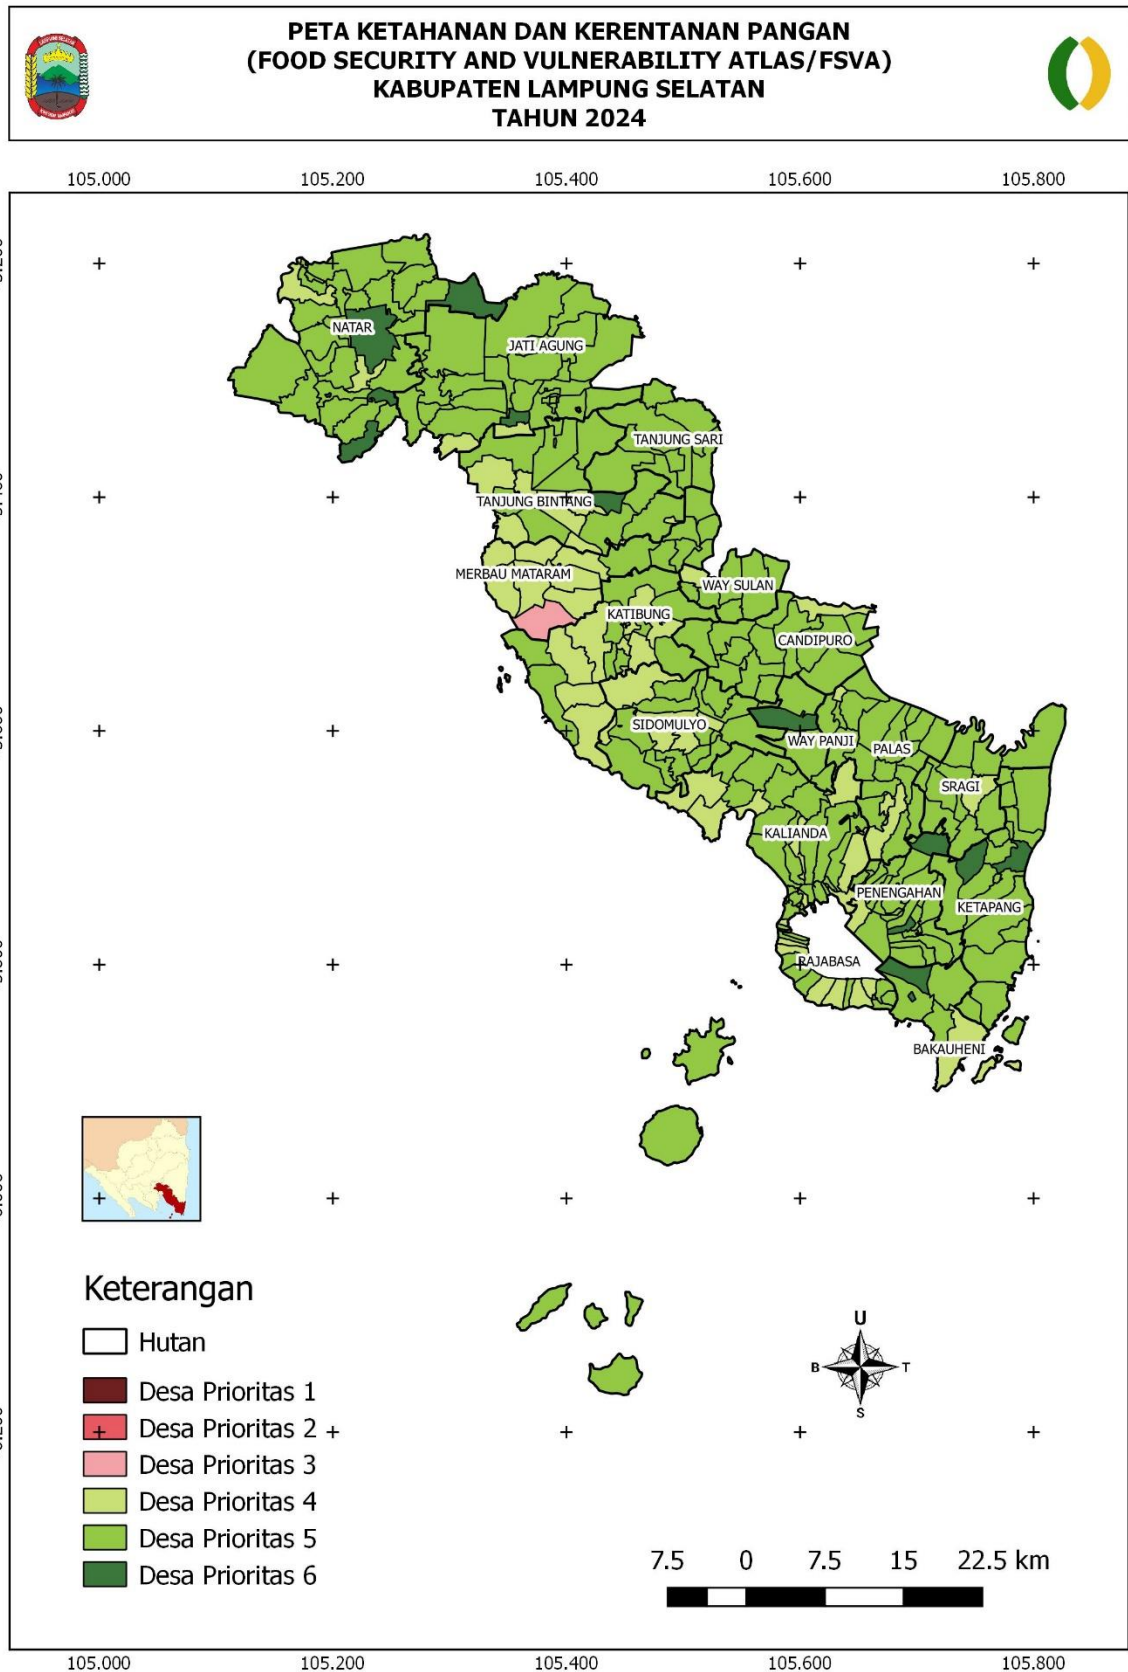 PETA KETAHANAN DAN KERENTANAN PANGAN
(FOOD SECURITY AND VULNERABILITY ATLAS/FSVA)
KABUPATEN LAMPUNG SELATAN
TAHUN 2024
105.000 105.200 105.400 105.600 105.800
NATAR
JATI AGUNG
TANJUNG SARI
TANJUNG BINTANG
MERBAU MATARAM
WAY SULAN
KATIBUNG
CANDIPURO
SIDOMULYO
WAY PANJI
PALAS
SRAGI
KALIANDA
PENENGAHAN
KETAPANG
RAJABASA
BAKAUHENI
Keterangan
Hutan
Desa Prioritas 1
Desa Prioritas 2
Desa Prioritas 3
Desa Prioritas 4
Desa Prioritas 5
Desa Prioritas 6
U
B T
S
7.5 0 7.5 15 22.5 km
105.000 105.200 105.400 105.600 105.800